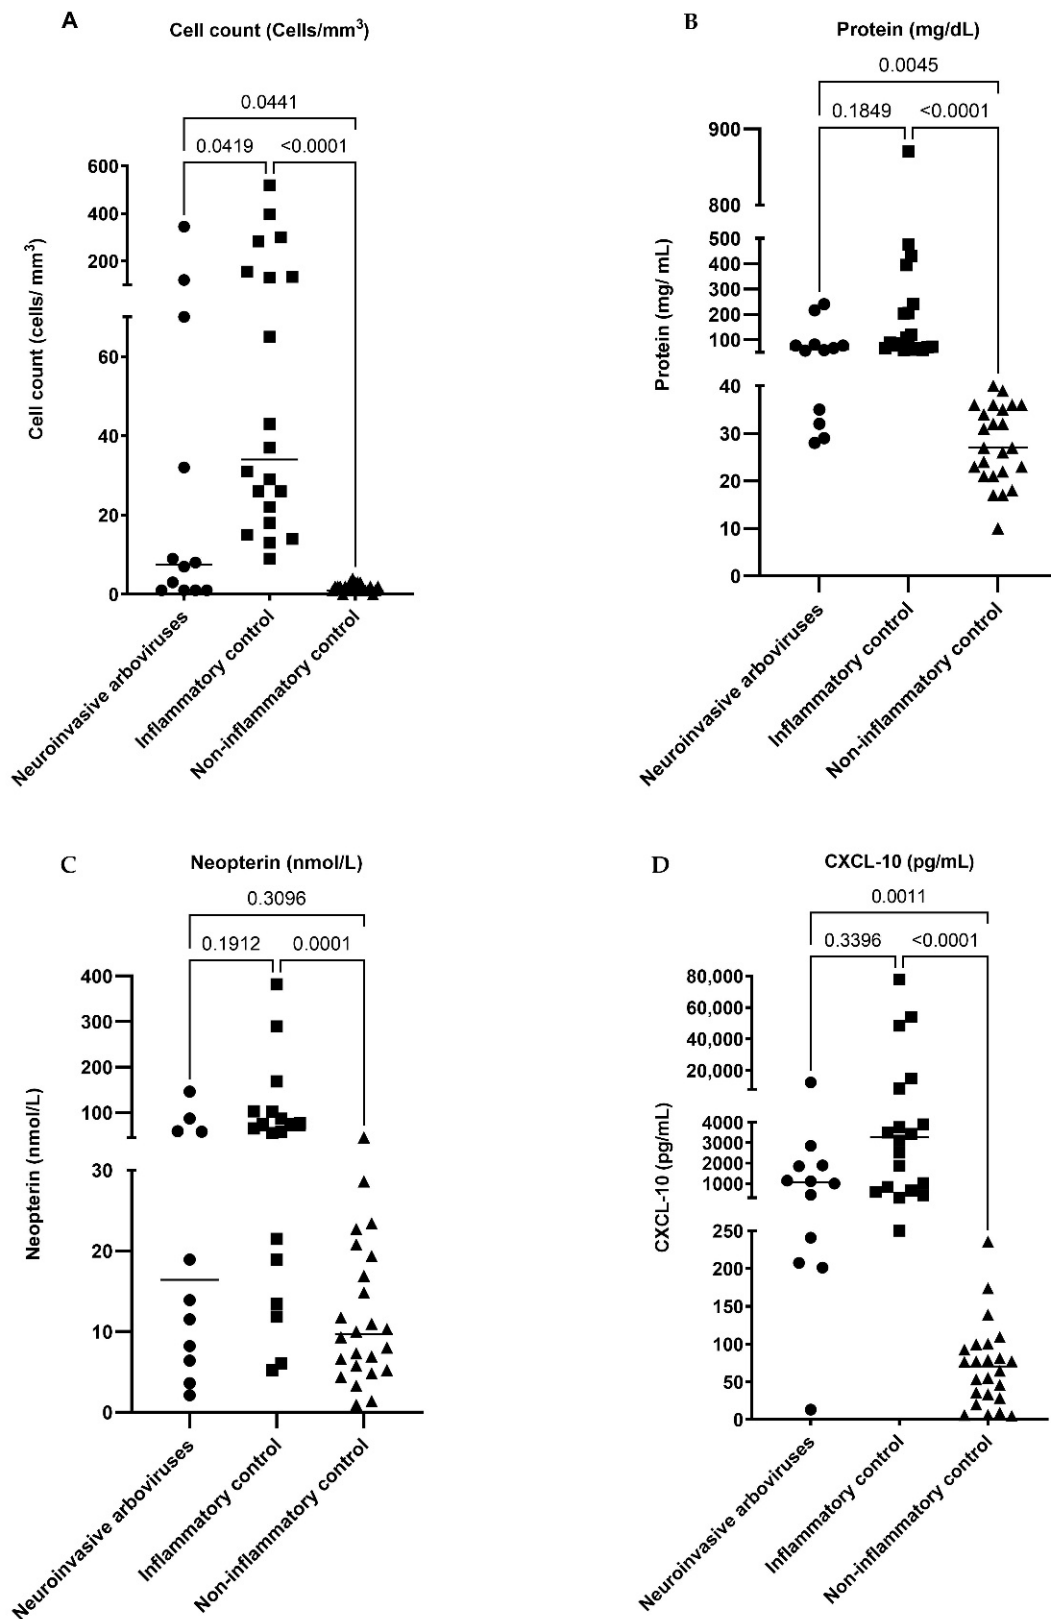 A
Cell count (Cells/mm³)
0.0441
0.0419
<0.0001
600
400
200
60
40
20
0
Cell count (cells/ mm³)
Neuroinvasive arboviruses
Inflammatory control
Non-inflammatory control
B
Protein (mg/dL)
0.0045
0.1849
<0.0001
900
800
500
400
300
200
100
40
30
20
10
0
Protein (mg/ mL)
Neuroinvasive arboviruses
Inflammatory control
Non-inflammatory control
C
Neopterin (nmol/L)
0.3096
0.1912
0.0001
400
300
200
100
30
20
10
0
Neopterin (nmol/L)
Neuroinvasive arboviruses
Inflammatory control
Non-inflammatory control
D
CXCL-10 (pg/mL)
0.0011
0.3396
<0.0001
80,000
60,000
40,000
20,000
4000
3000
2000
1000
250
200
150
100
50
0
CXCL-10 (pg/mL)
Neuroinvasive arboviruses
Inflammatory control
Non-inflammatory control